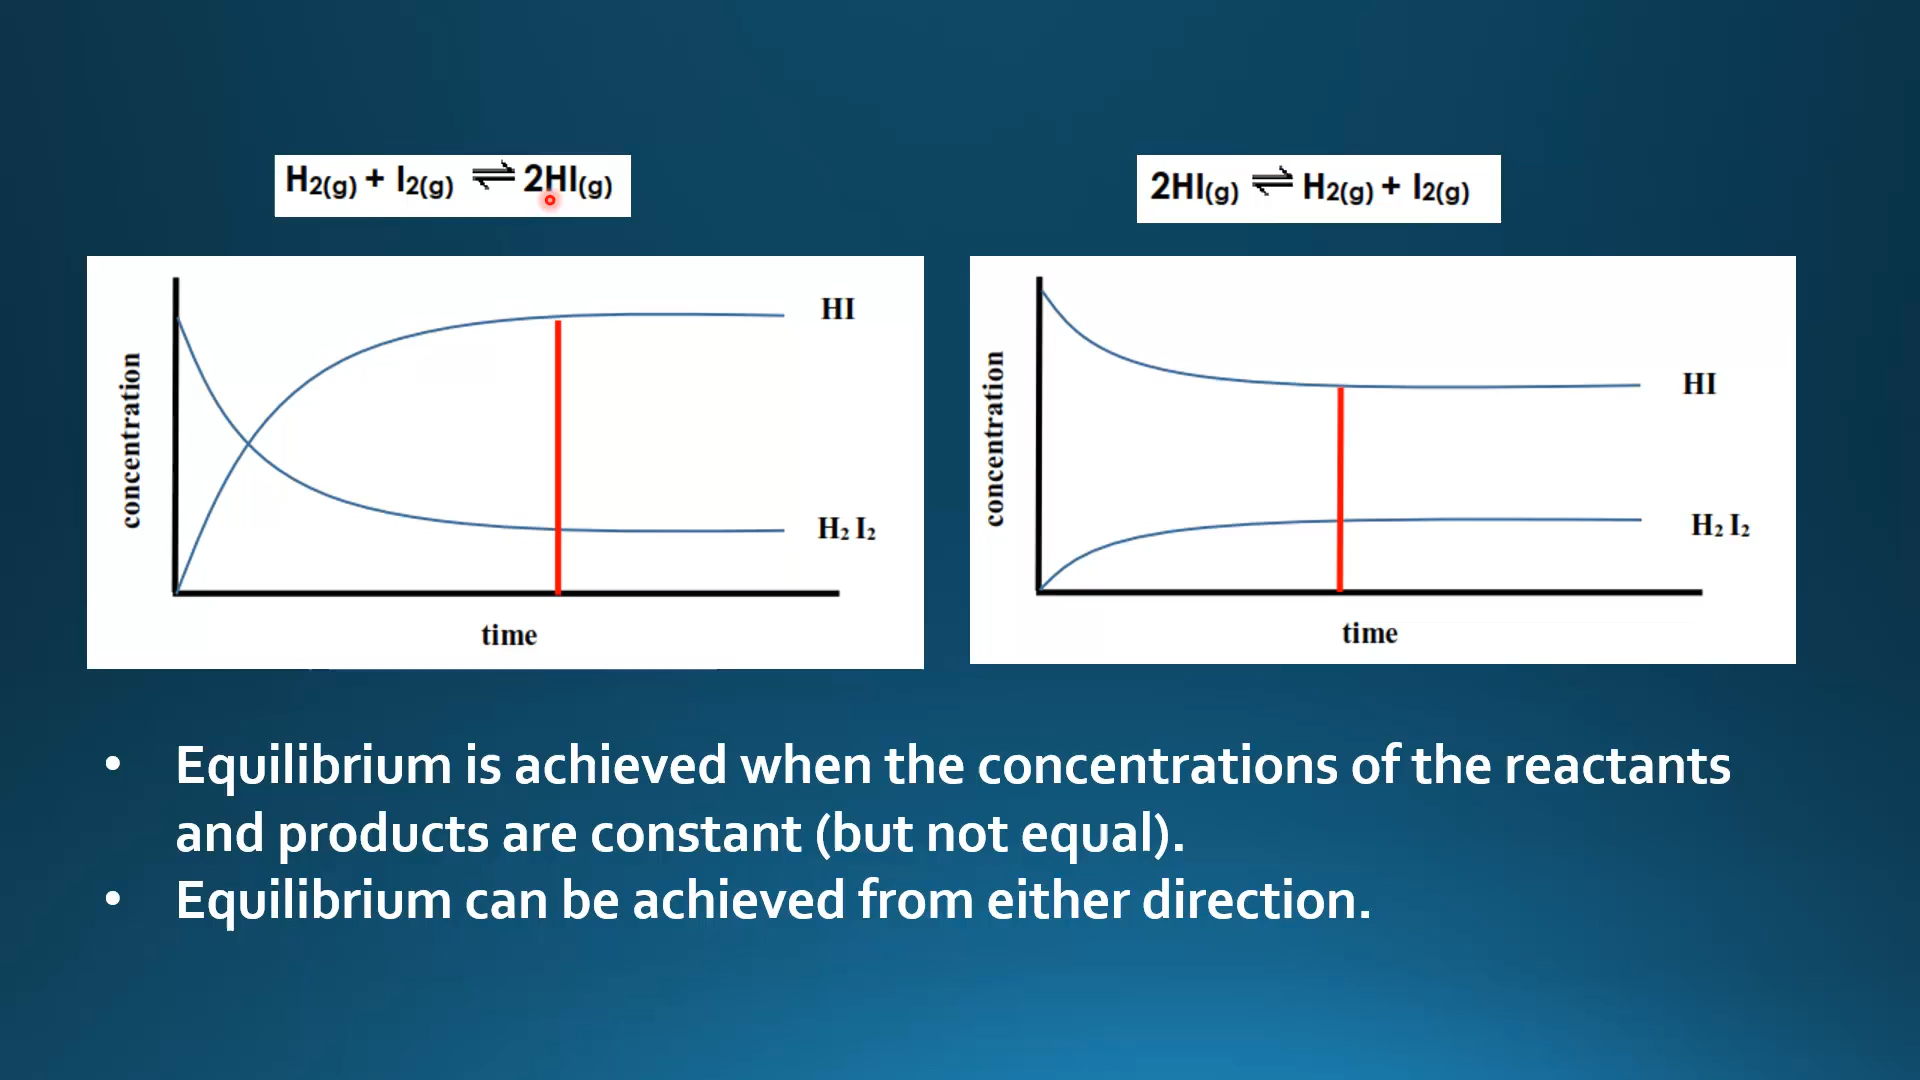 H₂(g) + I₂(g) ⇌ 2HI(g)
2HI(g) ⇌ H₂(g) + I₂(g)
concentration
HI
H₂ I₂
time
concentration
HI
H₂ I₂
time
• Equilibrium is achieved when the concentrations of the reactants
and products are constant (but not equal).
• Equilibrium can be achieved from either direction.